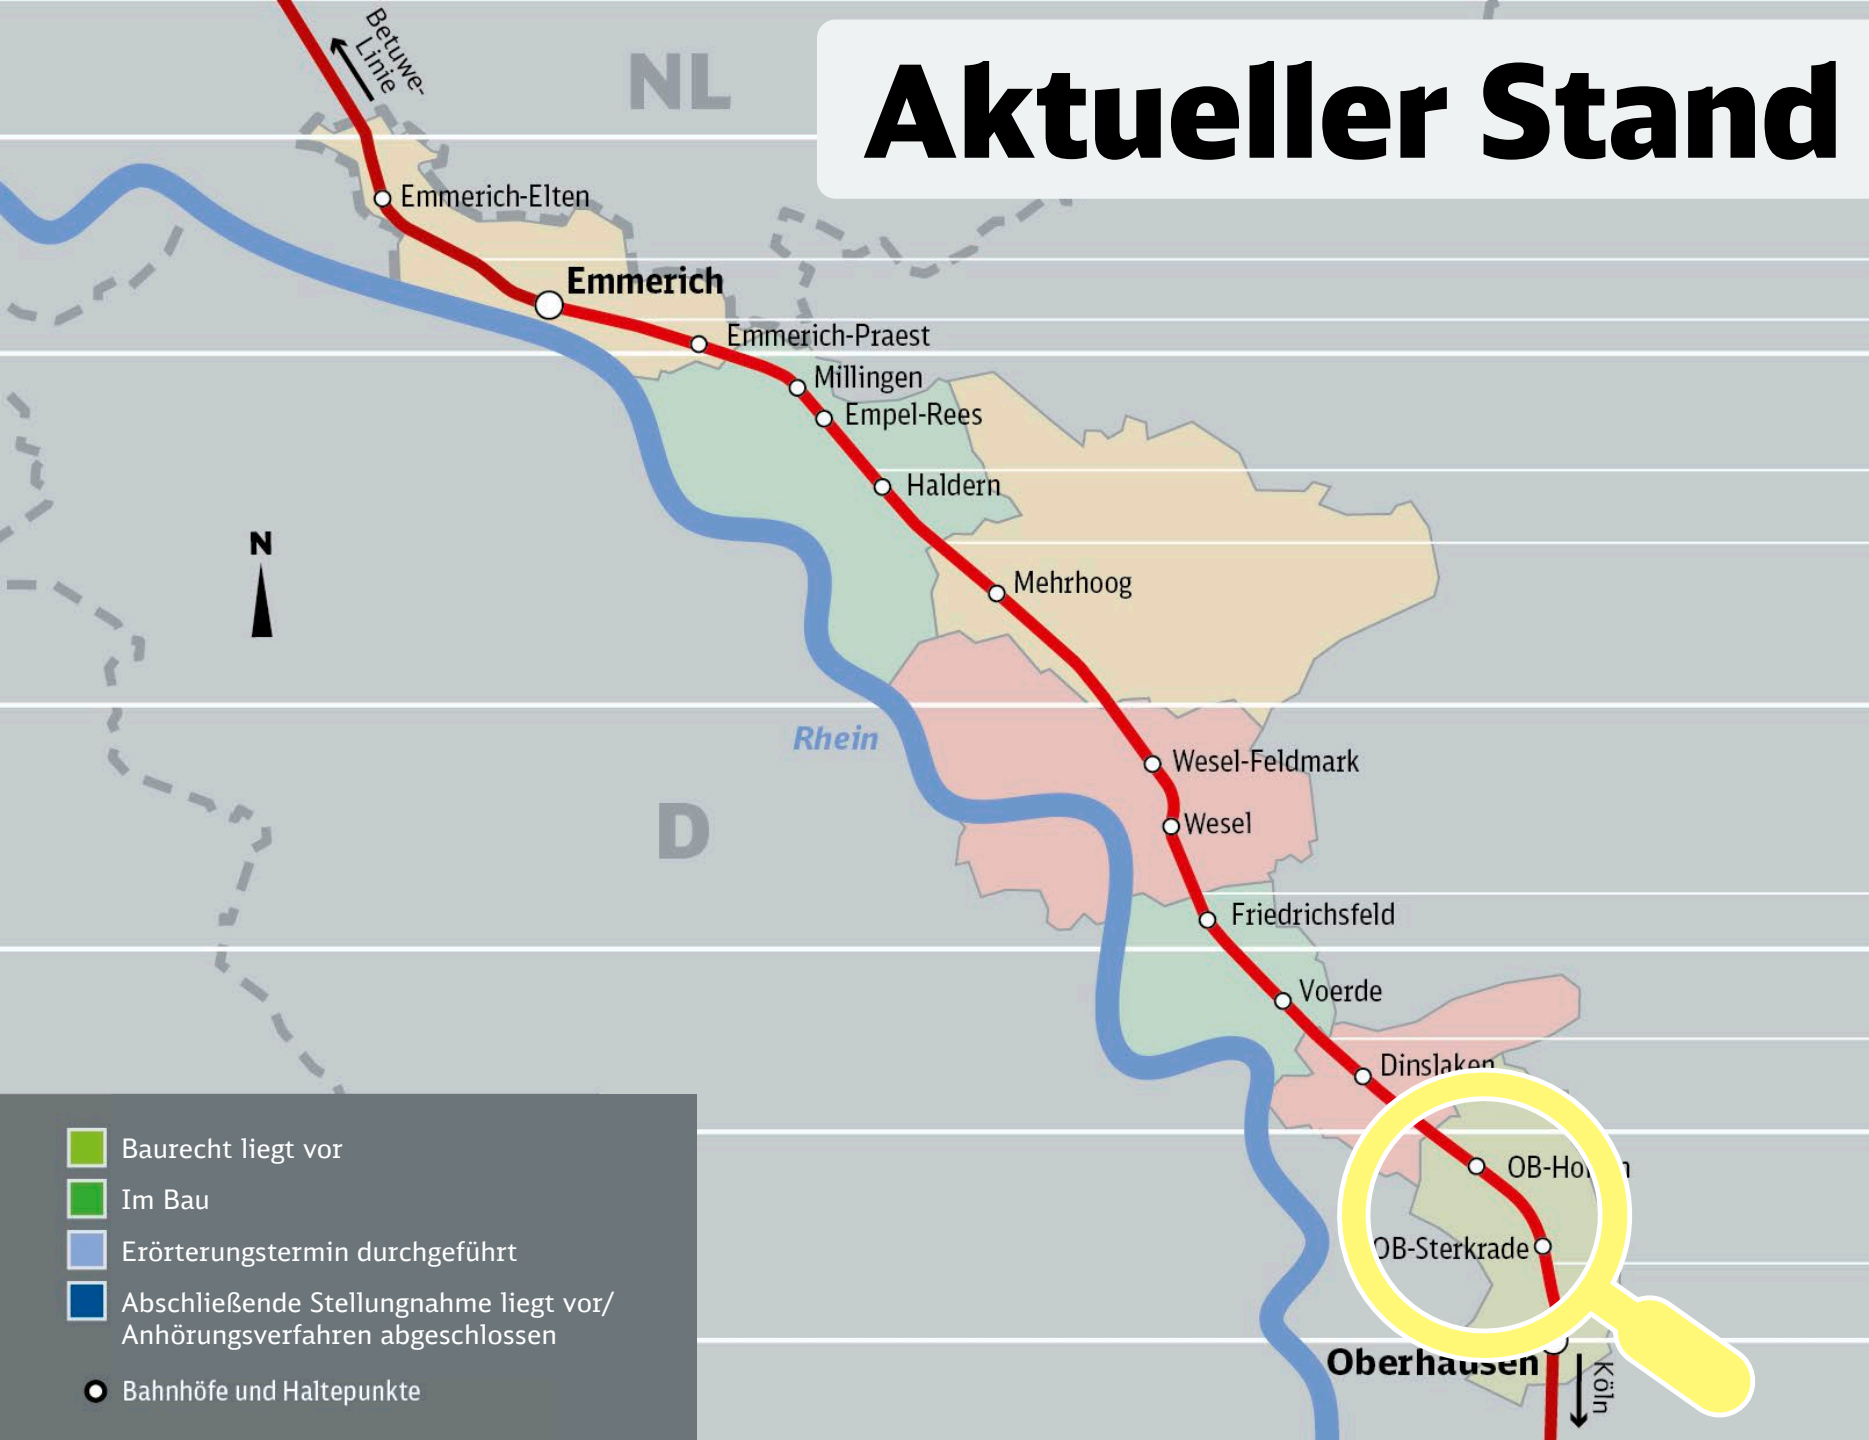 Aktueller Stand
Betuwe-
Linie
NL
Emmerich-Elten
Emmerich
Emmerich-Praest
Millingen
Empel-Rees
Haldern
N
Mehrhoog
Rhein
Wesel-Feldmark
D
Wesel
Friedrichsfeld
Voerde
Dinslaken
OB-Sterkrade
Oberhausen
Köln
Baurecht liegt vor
Im Bau
Erörterungstermin durchgeführt
Abschließende Stellungnahme liegt vor/
Anhörungsverfahren abgeschlossen
Bahnhöfe und Haltepunkte